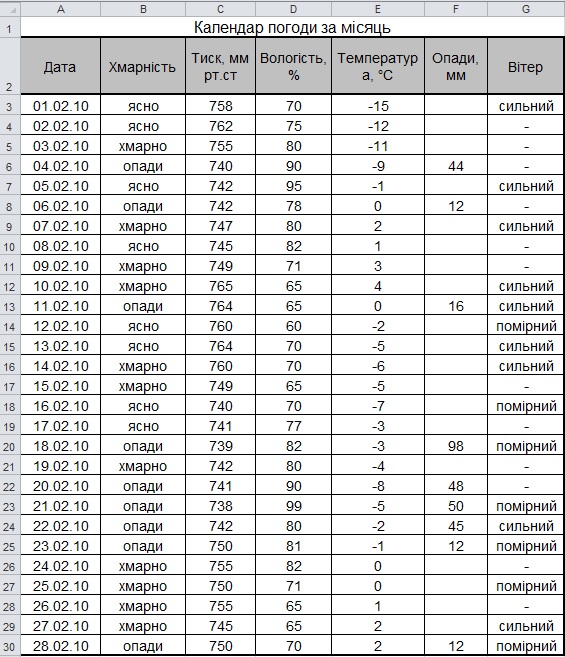 A B C D E F G
1 Календар погоди за місяць
2 Дата Хмарність Тиск, мм рт.ст Вологість, % Температур а, °С Опади, мм Вітер
3 01.02.10 ясно 758 70 -15 сильний
4 02.02.10 ясно 762 75 -12 -
5 03.02.10 хмарно 755 80 -11 -
6 04.02.10 опади 740 90 -9 44 -
7 05.02.10 ясно 742 95 -1 сильний
8 06.02.10 опади 742 78 0 12 -
9 07.02.10 хмарно 747 80 2 сильний
10 08.02.10 ясно 745 82 1 -
11 09.02.10 хмарно 749 71 3 -
12 10.02.10 хмарно 765 65 4 сильний
13 11.02.10 опади 764 65 0 16 сильний
14 12.02.10 ясно 760 60 -2 помірний
15 13.02.10 ясно 764 70 -5 сильний
16 14.02.10 хмарно 760 70 -6 сильний
17 15.02.10 хмарно 749 65 -5 -
18 16.02.10 ясно 740 70 -7 помірний
19 17.02.10 ясно 741 77 -3 -
20 18.02.10 опади 739 82 -3 98 помірний
21 19.02.10 хмарно 742 80 -4 -
22 20.02.10 опади 741 90 -8 48 -
23 21.02.10 опади 738 99 -5 50 помірний
24 22.02.10 опади 742 80 -2 45 сильний
25 23.02.10 опади 750 81 -1 12 помірний
26 24.02.10 хмарно 755 82 0 -
27 25.02.10 хмарно 750 71 0 помірний
28 26.02.10 хмарно 755 65 1 -
29 27.02.10 хмарно 745 65 2 сильний
30 28.02.10 опади 750 70 2 12 помірний